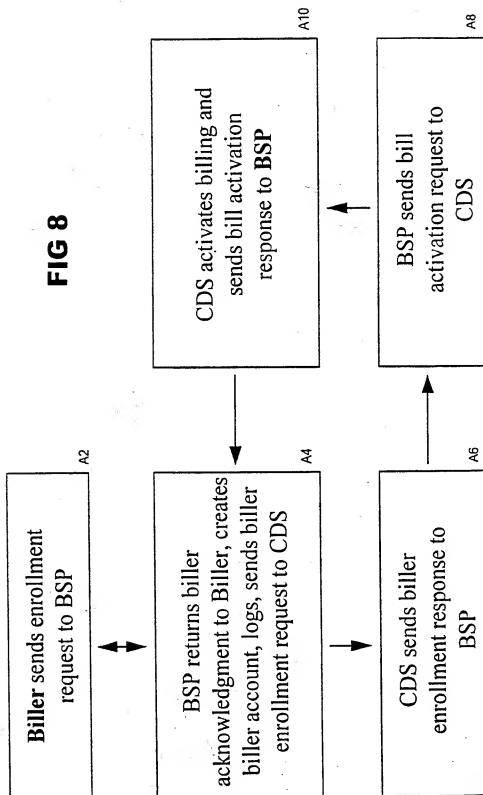 FIG 8
Biller sends enrollment
request to BSP
A2
BSP returns biller
acknowledgment to Biller, creates
biller account, logs, sends biller
enrollment request to CDS
A4
CDS sends biller
enrollment response to
BSP
A6
BSP sends bill
activation request to
CDS
A8
CDS activates billing and
sends bill activation
response to BSP
A10